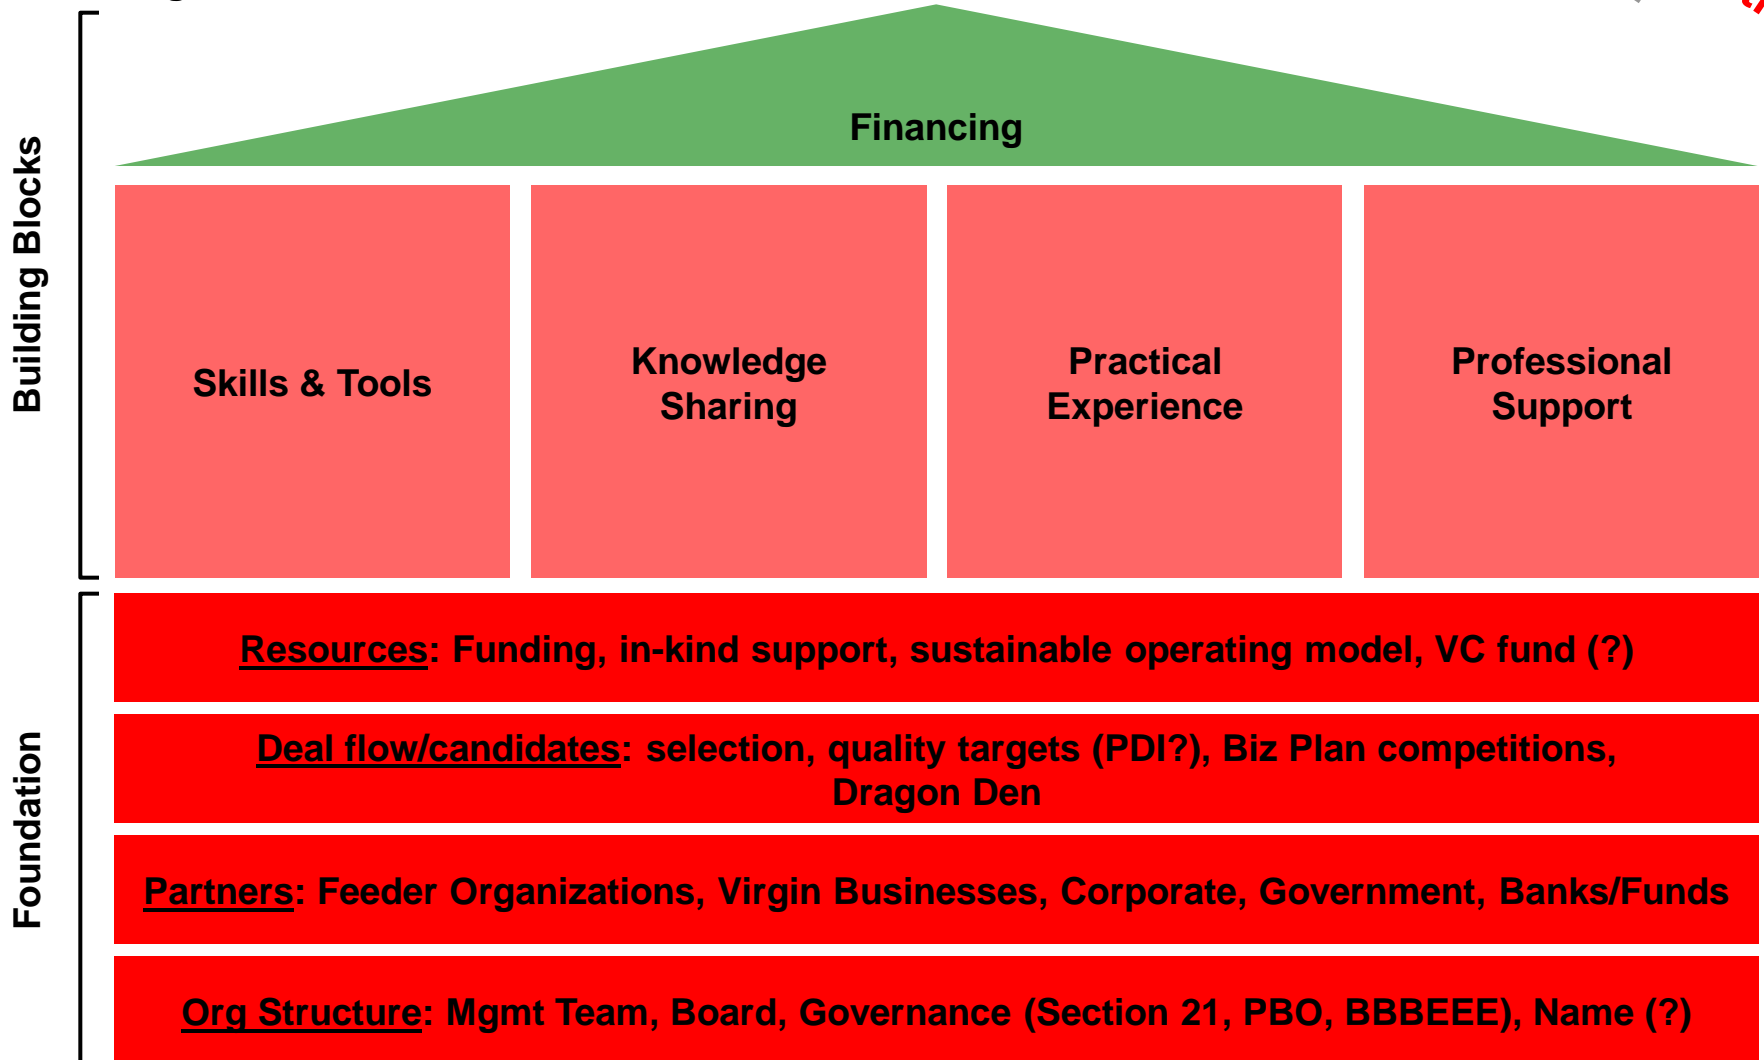 Financing
Building Blocks
Skills & Tools
Knowledge
Sharing
Practical
Experience
Professional
Support
Foundation
Resources: Funding, in-kind support, sustainable operating model, VC fund (?)
Deal flow/candidates: selection, quality targets (PDI?), Biz Plan competitions,
Dragon Den
Partners: Feeder Organizations, Virgin Businesses, Corporate, Government, Banks/Funds
Org Structure: Mgmt Team, Board, Governance (Section 21, PBO, BBBEEE), Name (?)